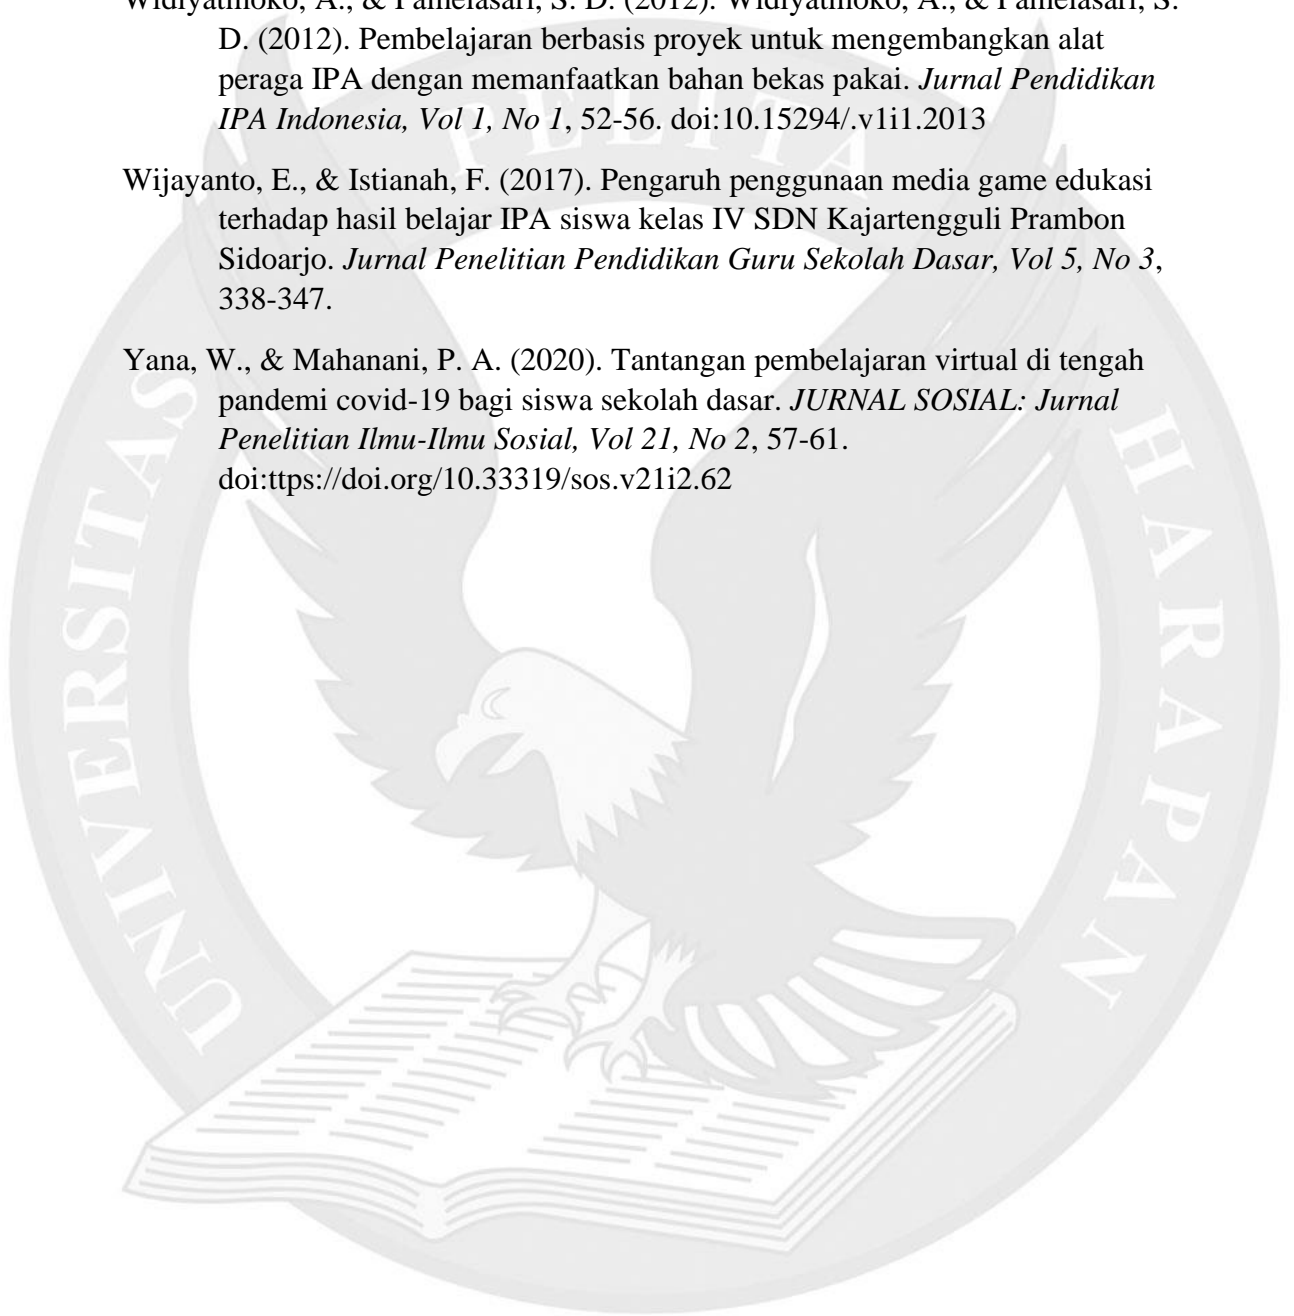 Widiyatmoko, A., & Pamelasari, S. D. (2012). Widiyatmoko, A., & Pamelasari, S.
D. (2012). Pembelajaran berbasis proyek untuk mengembangkan alat
peraga IPA dengan memanfaatkan bahan bekas pakai. Jurnal Pendidikan
IPA Indonesia, Vol 1, No 1, 52-56. doi:10.15294/.v1i1.2013
Wijayanto, E., & Istianah, F. (2017). Pengaruh penggunaan media game edukasi
terhadap hasil belajar IPA siswa kelas IV SDN Kajartengguli Prambon
Sidoarjo. Jurnal Penelitian Pendidikan Guru Sekolah Dasar, Vol 5, No 3,
338-347.
Yana, W., & Mahanani, P. A. (2020). Tantangan pembelajaran virtual di tengah
pandemi covid-19 bagi siswa sekolah dasar. JURNAL SOSIAL: Jurnal
Penelitian Ilmu-Ilmu Sosial, Vol 21, No 2, 57-61.
doi:ttps://doi.org/10.33319/sos.v21i2.62
UNIVERSITAS PELITA HARAPAN